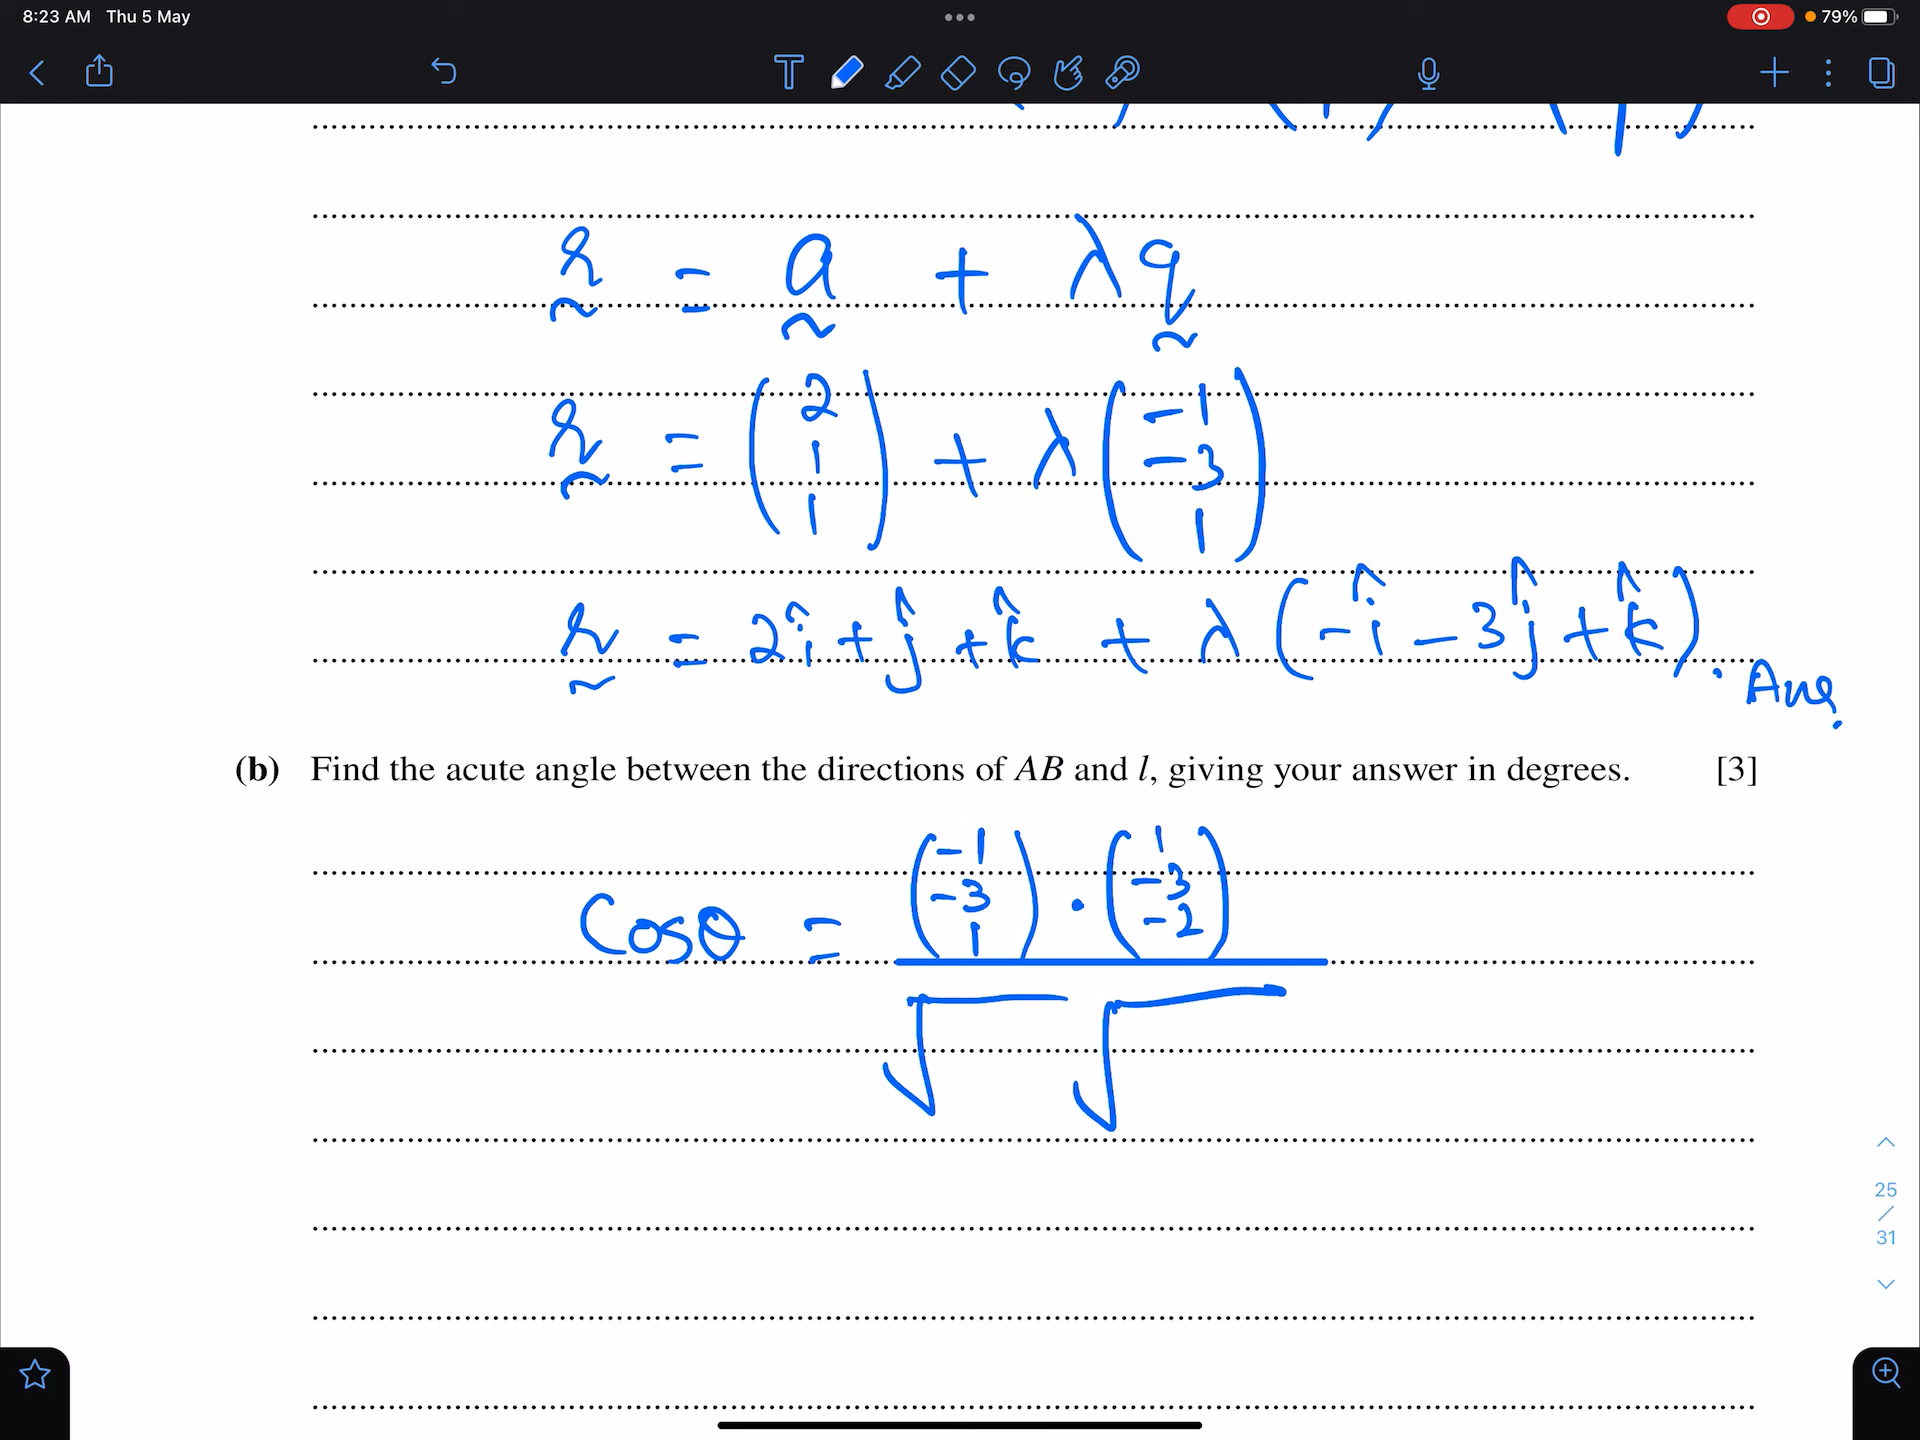 8:23 AM Thu 5 May
79%
T
r = a + λq
r = (2 1 1) + λ(-1 -3 1)
r = 2î + ĵ + k̂ + λ(-î - 3ĵ + k̂). Ans.
(b) Find the acute angle between the directions of AB and l, giving your answer in degrees. [3]
Cosθ = (-1 -3 1) · (1 -3 -2)
√ √
25
/
31